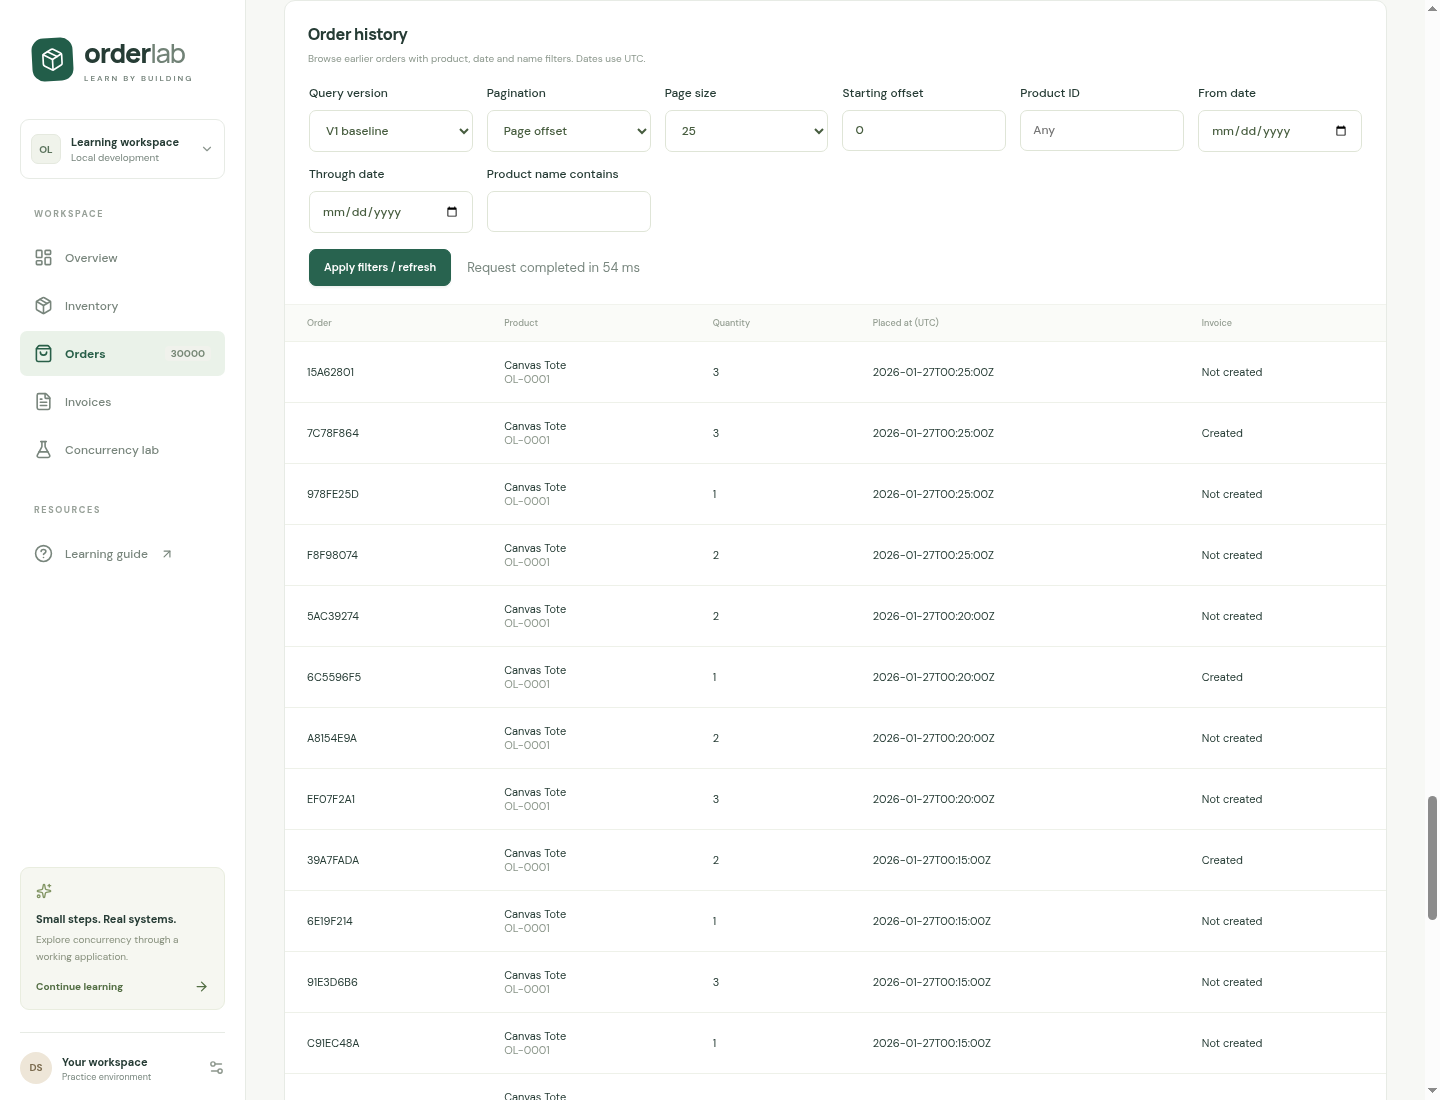 orderlab
LEARN BY BUILDING
OL
Learning workspace
Local development
WORKSPACE
Overview
Inventory
Orders 30000
Invoices
Concurrency lab
RESOURCES
Learning guide
Small steps. Real systems.
Explore concurrency through a
working application.
Continue learning
DS
Your workspace
Practice environment
Order history
Browse earlier orders with product, date and name filters. Dates use UTC.
Query version Pagination Page size Starting offset Product ID From date
V1 baseline Page offset 25 0 Any mm/dd/yyyy
Through date Product name contains
mm/dd/yyyy
Apply filters / refresh Request completed in 54 ms
Order Product Quantity Placed at (UTC) Invoice
15A62801 Canvas Tote 3 2026-01-27T00:25:00Z Not created
OL-0001
7C78F864 Canvas Tote 3 2026-01-27T00:25:00Z Created
OL-0001
978FE25D Canvas Tote 1 2026-01-27T00:25:00Z Not created
OL-0001
F8F98074 Canvas Tote 2 2026-01-27T00:25:00Z Not created
OL-0001
5AC39274 Canvas Tote 2 2026-01-27T00:20:00Z Not created
OL-0001
6C5596F5 Canvas Tote 1 2026-01-27T00:20:00Z Created
OL-0001
A8154E9A Canvas Tote 2 2026-01-27T00:20:00Z Not created
OL-0001
EF07F2A1 Canvas Tote 3 2026-01-27T00:20:00Z Not created
OL-0001
39A7FADA Canvas Tote 2 2026-01-27T00:15:00Z Created
OL-0001
6E19F214 Canvas Tote 1 2026-01-27T00:15:00Z Not created
OL-0001
91E3D6B6 Canvas Tote 3 2026-01-27T00:15:00Z Not created
OL-0001
C91EC48A Canvas Tote 1 2026-01-27T00:15:00Z Not created
OL-0001
Canvas Tote